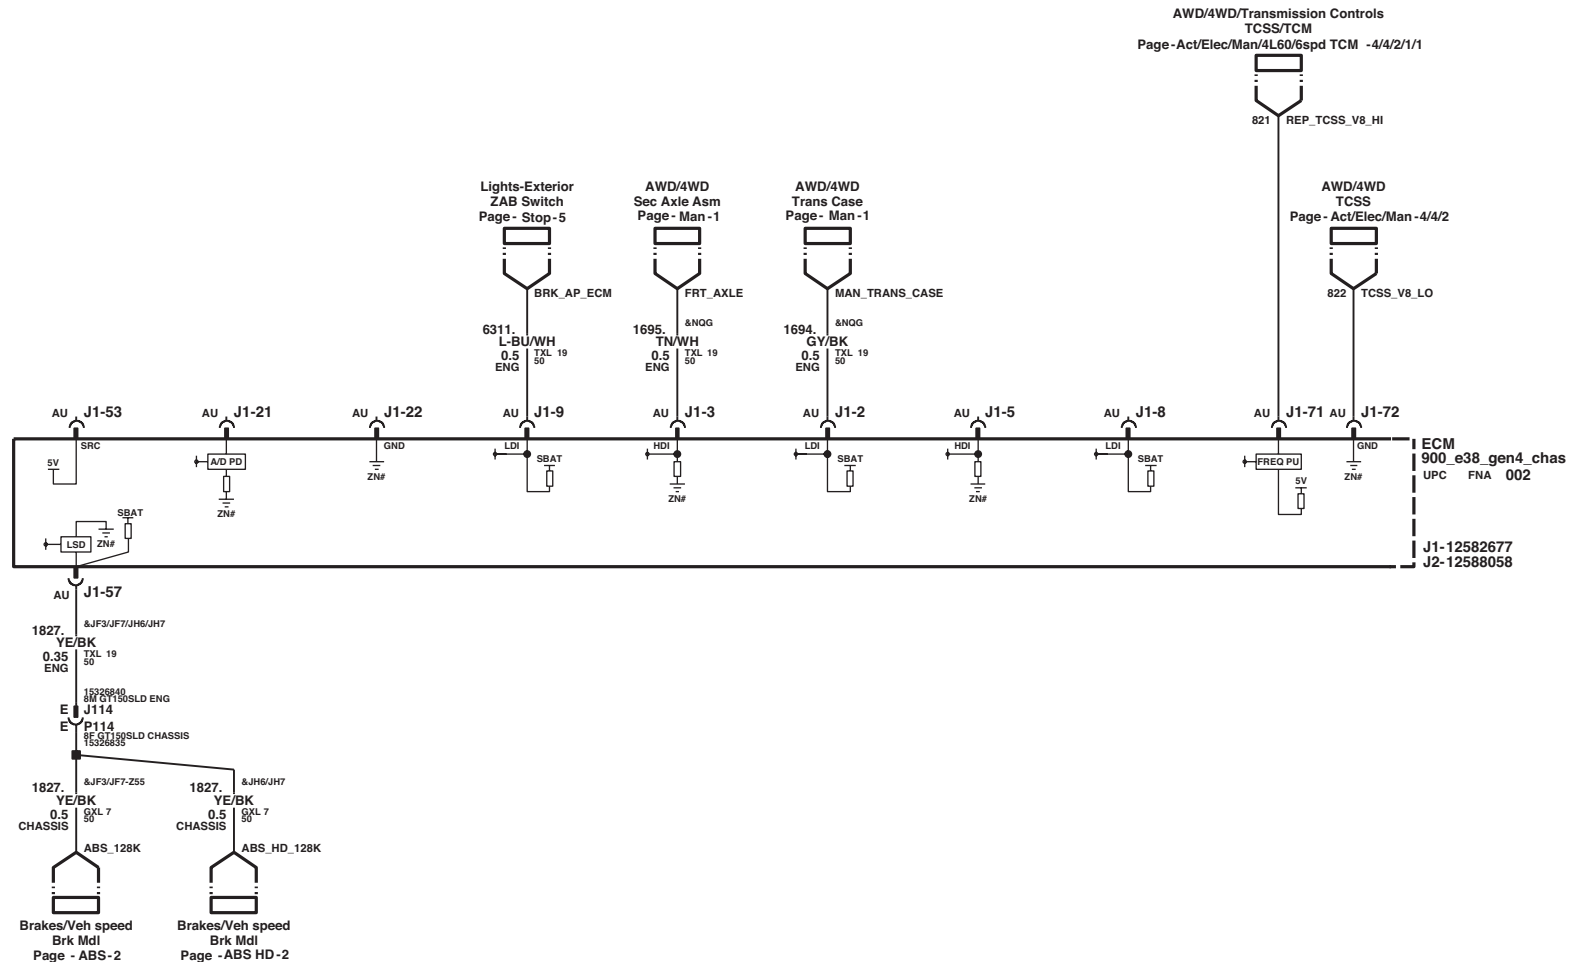 AWD/4WD/Transmission Controls
TCSS/TCM
Page-Act/Elec/Man/4L60/6spd TCM -4/4/2/1/1
821 REP_TCSS_V8_HI
Lights-Exterior
ZAB Switch
Page- Stop-5
BRK_AP_ECM
AWD/4WD
Sec Axle Asm
Page- Man-1
FRT_AXLE
AWD/4WD
Trans Case
Page- Man-1
MAN_TRANS_CASE
AWD/4WD
TCSS
Page- Act/Elec/Man-4/4/2
822 TCSS_V8_LO
6311.
L-BU/WH
0.5 TXL 19
50
ENG
&NQG
1695.
TN/WH
0.5 TXL 19
50
ENG
&NQG
1694.
GY/BK
0.5 TXL 19
50
ENG
AU J1-53
AU J1-21
AU J1-22
AU J1-9
AU J1-3
AU J1-2
AU J1-5
AU J1-8
AU J1-71
AU J1-72
SRC
5V
A/D PD
ZN#
GND
ZN#
LDI
SBAT
HDI
ZN#
LDI
SBAT
HDI
ZN#
LDI
SBAT
FREQ PU
5V
GND
ZN#
ECM
900_e38_gen4_chas
UPC FNA 002
SBAT
LSD
ZN#
J1-12582677
J2-12588058
AU J1-57
&JF3/JF7/JH6/JH7
1827.
YE/BK
0.35 TXL 19
50
ENG
15326840
8M GT150SLD ENG
E J114
E P114
8F GT150SLD CHASSIS
15326835
&JF3/JF7-Z55
1827.
YE/BK
0.5 GXL 7
50
CHASSIS
ABS_128K
Brakes/Veh speed
Brk Mdl
Page - ABS-2
&JH6/JH7
1827.
YE/BK
0.5 GXL 7
50
CHASSIS
ABS_HD_128K
Brakes/Veh speed
Brk Mdl
Page -ABS HD-2